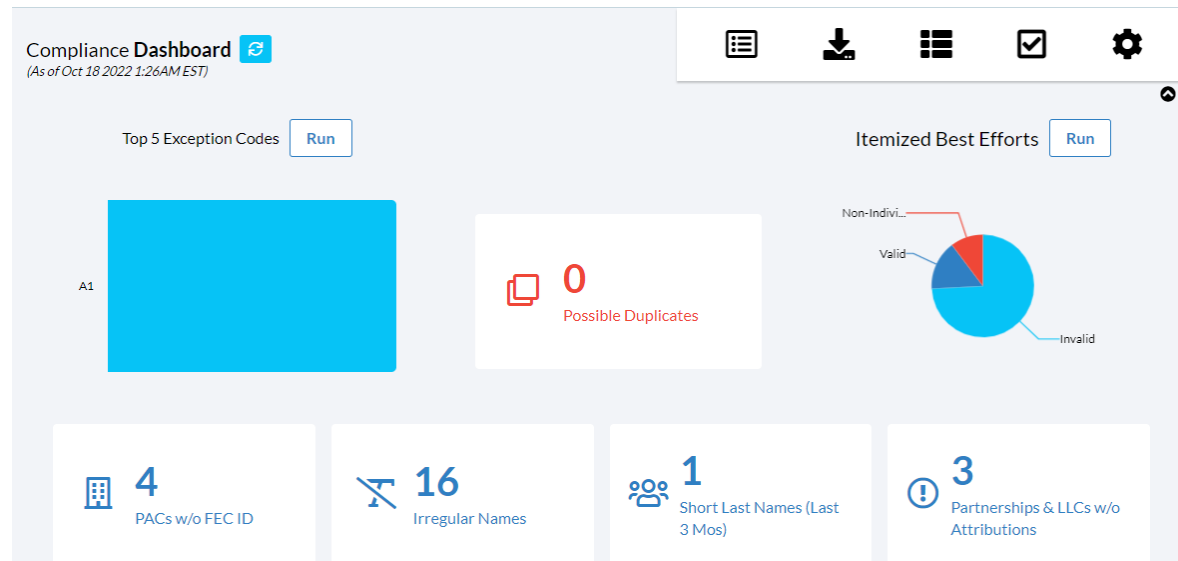 Compliance Dashboard
(As of Oct 18 2022 1:26AM EST)
Top 5 Exception Codes Run
Itemized Best Efforts Run
A1
0
Possible Duplicates
Non-Indivi...
Valid
Invalid
4
PACs w/o FEC ID
16
Irregular Names
1
Short Last Names (Last
3 Mos)
3
Partnerships & LLCs w/o
Attributions